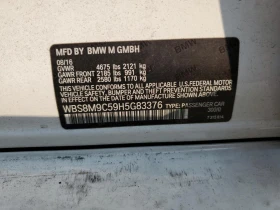 MFD BY BMW M GMBH
09/16
GVWR 4675 lbs 2121 kg
GAWR FRONT 2185 lbs 991 kg
GAWR REAR 2580 lbs 1170 kg
THIS VEHICLE CONFORMS TO ALL APPLICABLE
FEDERAL MOTOR VEHICLE SAFETY, BUMPER,
AND THEFT PREVENTION STANDARDS
IN EFFECT ON THE DATE OF
MANUFACTURE SHOWN ABOVE.
WBS8M9C59H5G83376 TYPE: PASSENGER CAR